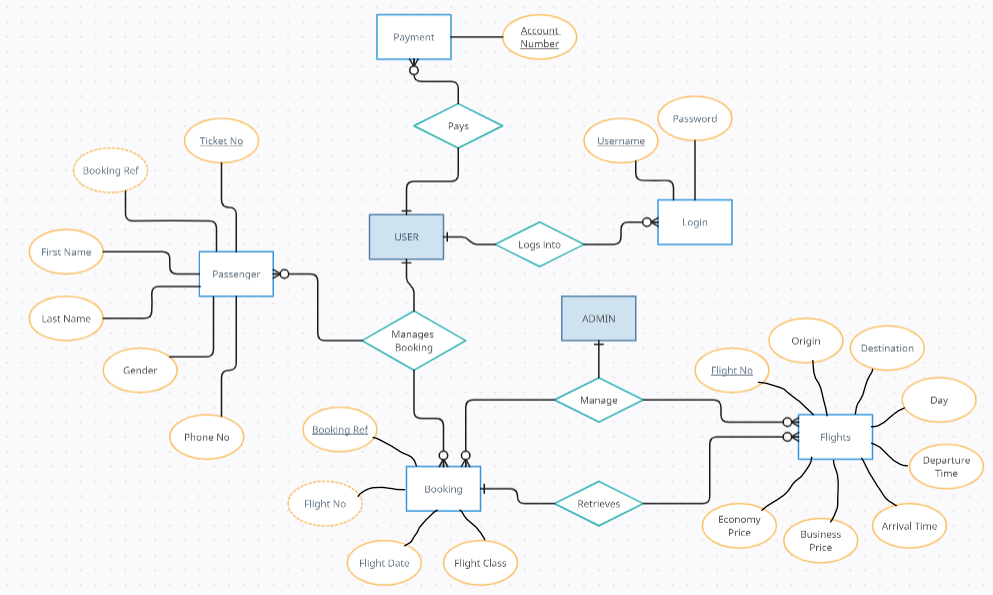 Payment
Account
Number
Pays
Ticket No
Booking Ref
Username
Password
First Name
Passenger
USER
Logs into
Login
Last Name
Gender
Manages
Booking
ADMIN
Phone No
Manage
Origin
Destination
Flight No
Day
Flights
Departure
Time
Arrival Time
Business
Price
Economy
Price
Booking Ref
Booking
Retrieves
Flight No
Flight Date
Flight Class